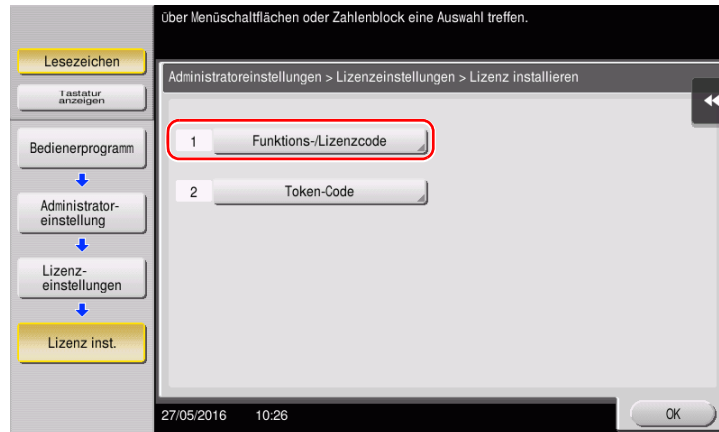 über Menüschaltflächen oder Zahlenblock eine Auswahl treffen.
Lesezeichen
Tastatur
anzeigen
Bedienerprogramm
Administrator-
einstellung
Lizenz-
einstellungen
Lizenz inst.
Administratoreinstellungen > Lizenzeinstellungen > Lizenz installieren
1 Funktions-/Lizenzcode
2 Token-Code
27/05/2016 10:26
OK